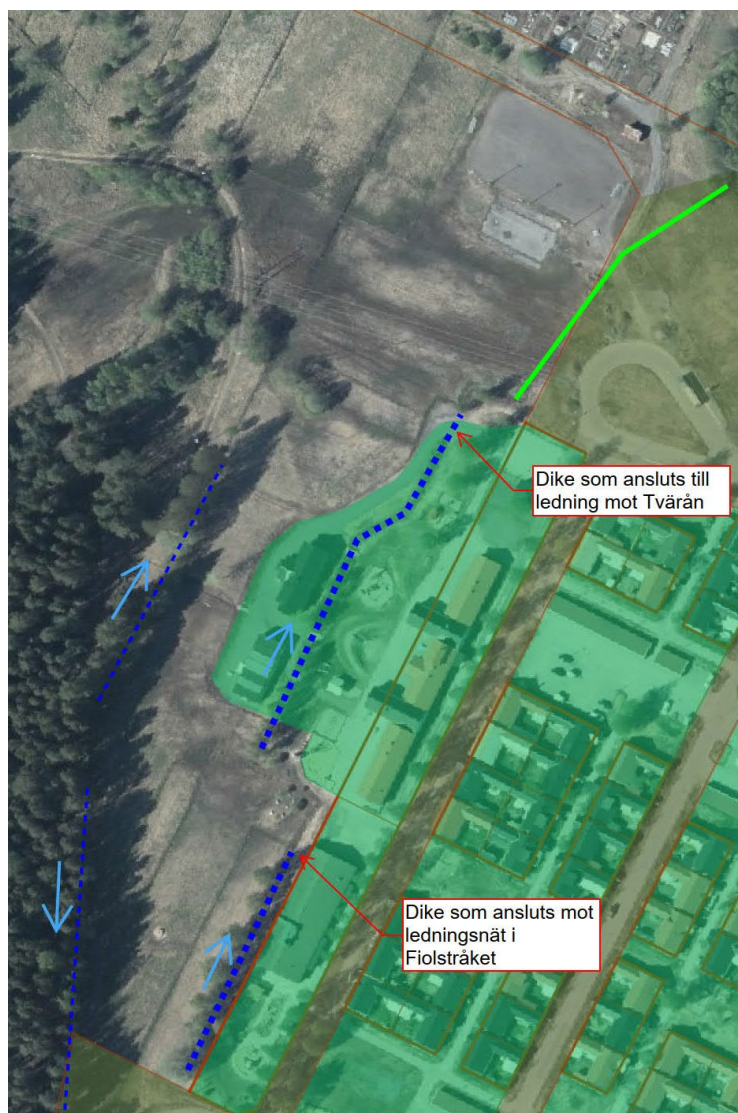 Dike som ansluts till
ledning mot Tvärån
Dike som ansluts mot
ledningsnät i
Fiolstråket